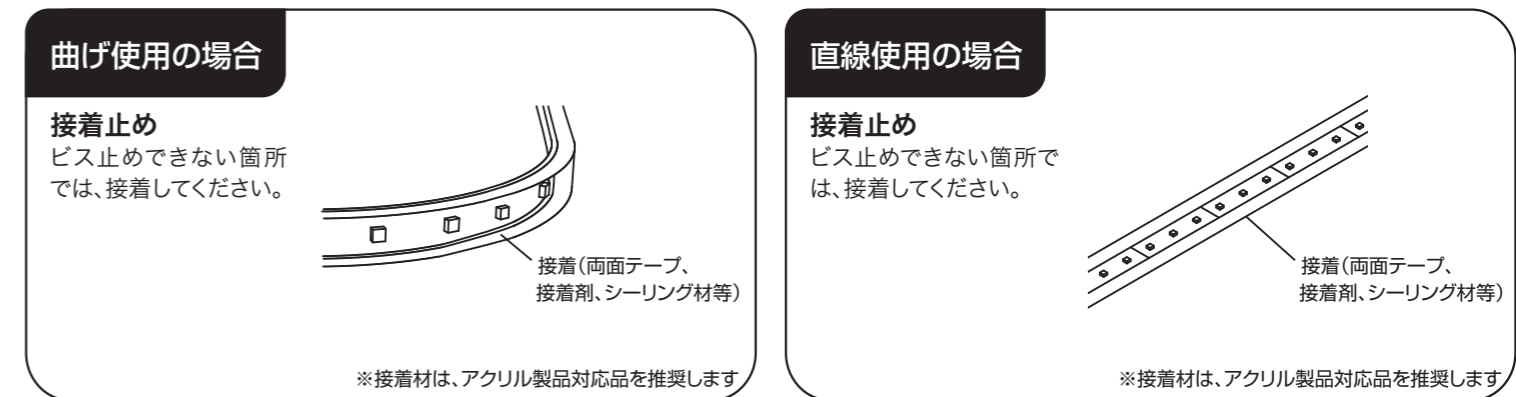 曲げ使用の場合
接着止め
ビス止めできない箇所
では、接着してください。
接着(両面テープ、
接着剤、シーリング材等)
※接着材は、アクリル製品対応品を推奨します
直線使用の場合
接着止め
ビス止めできない箇所で
は、接着してください。
接着(両面テープ、
接着剤、シーリング材等)
※接着材は、アクリル製品対応品を推奨します